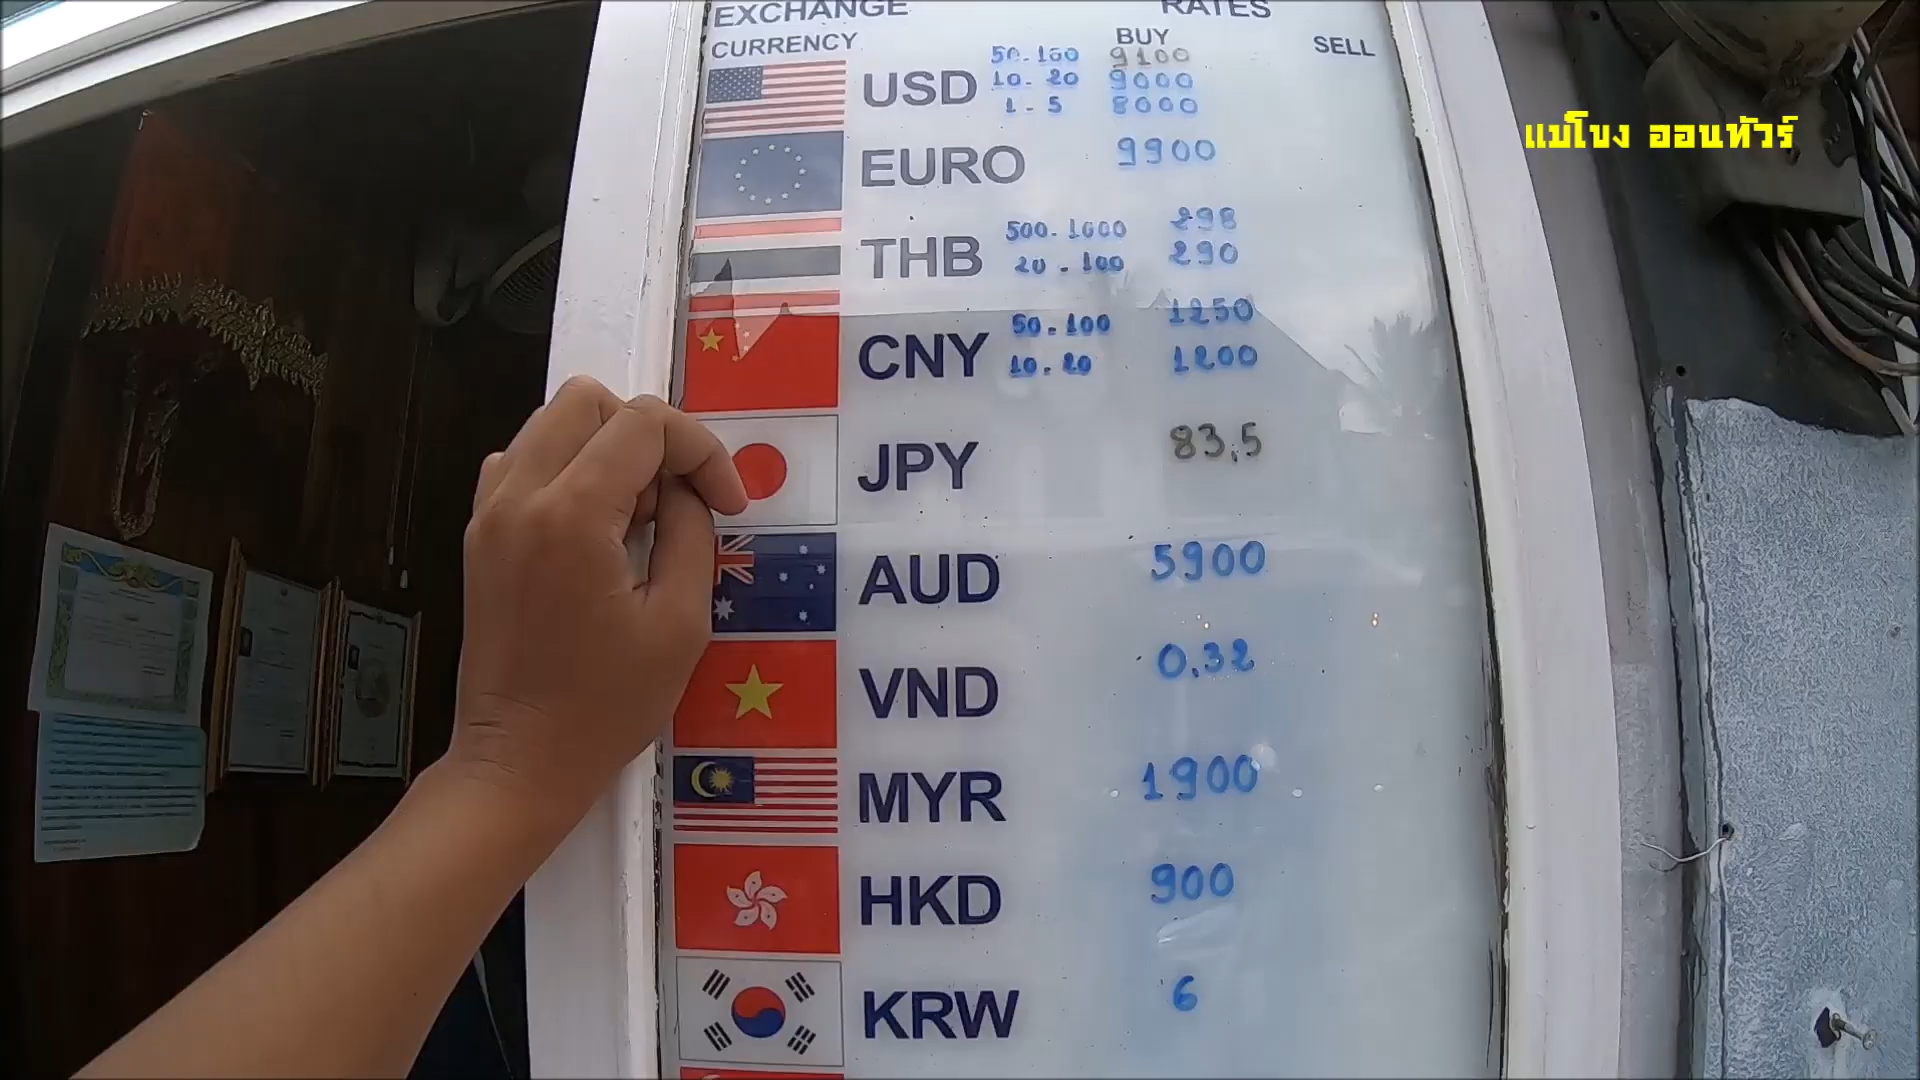 EXCHANGE RATES
CURRENCY BUY SELL
USD 50-100 9100
10-20 9000
1-5 8000
EURO 9900
THB 500-1000 298
20-100 290
CNY 50-100 1250
10-20 1200
JPY 83,5
AUD 5900
VND 0.32
MYR 1900
HKD 900
KRW 6
แบ๋โบง ออนทัวร์